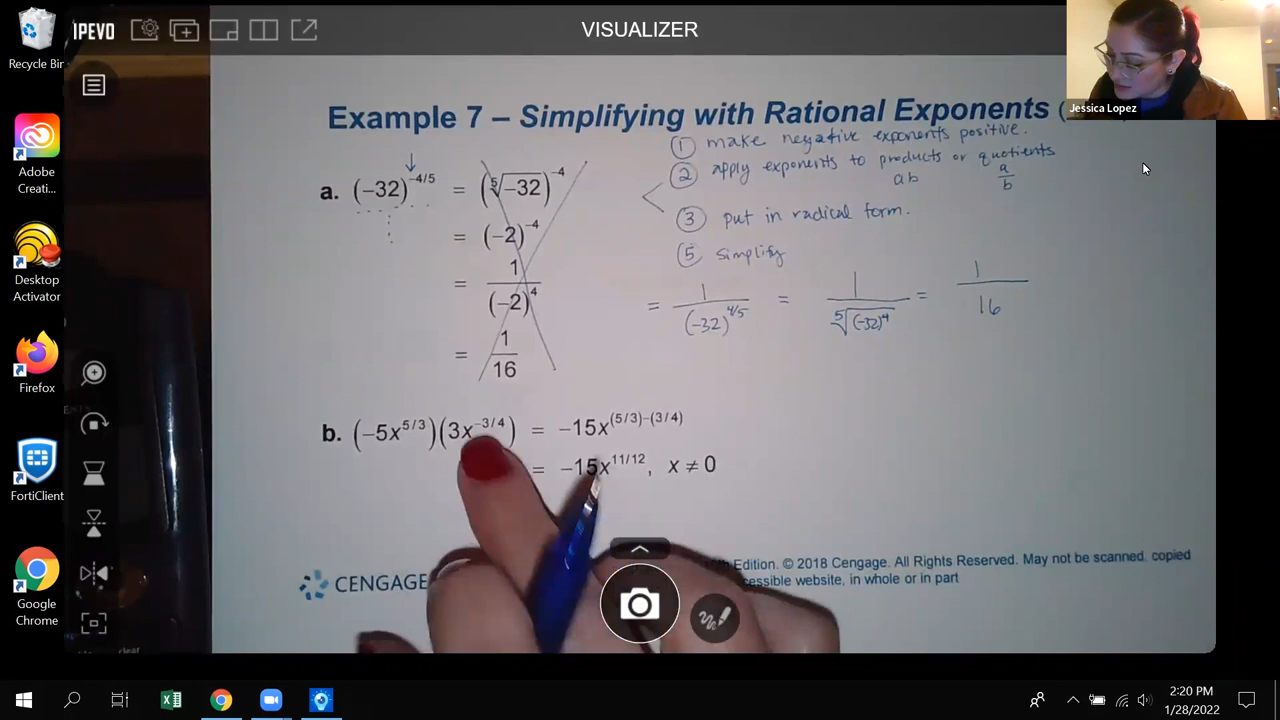 IPEVO
VISUALIZER
Recycle Bin
Adobe
Creati...
Desktop
Activator
Firefox
FortiClient
Google
Chrome
Jessica Lopez
Example 7 – Simplifying with Rational Exponents (
① make negative exponents positive.
② apply exponents to products or quotients
ab a/b
③ put in radical form.
⑤ simplify
a. (−32)^(−4/5) = (⁵√−32)^−4
= (−2)^−4
= 1/(−2)^4
= 1/16
= 1/(−32)^(4/5) = 1/⁵√(−32)^4 = 1/16
b. (−5x^(5/3))(3x^(−3/4)) = −15x^((5/3)−(3/4))
= −15x^(11/12), x ≠ 0
CENGAGE
Edition. © 2018 Cengage. All Rights Reserved. May not be scanned, copied
cessible website, in whole or in part
2:20 PM
1/28/2022